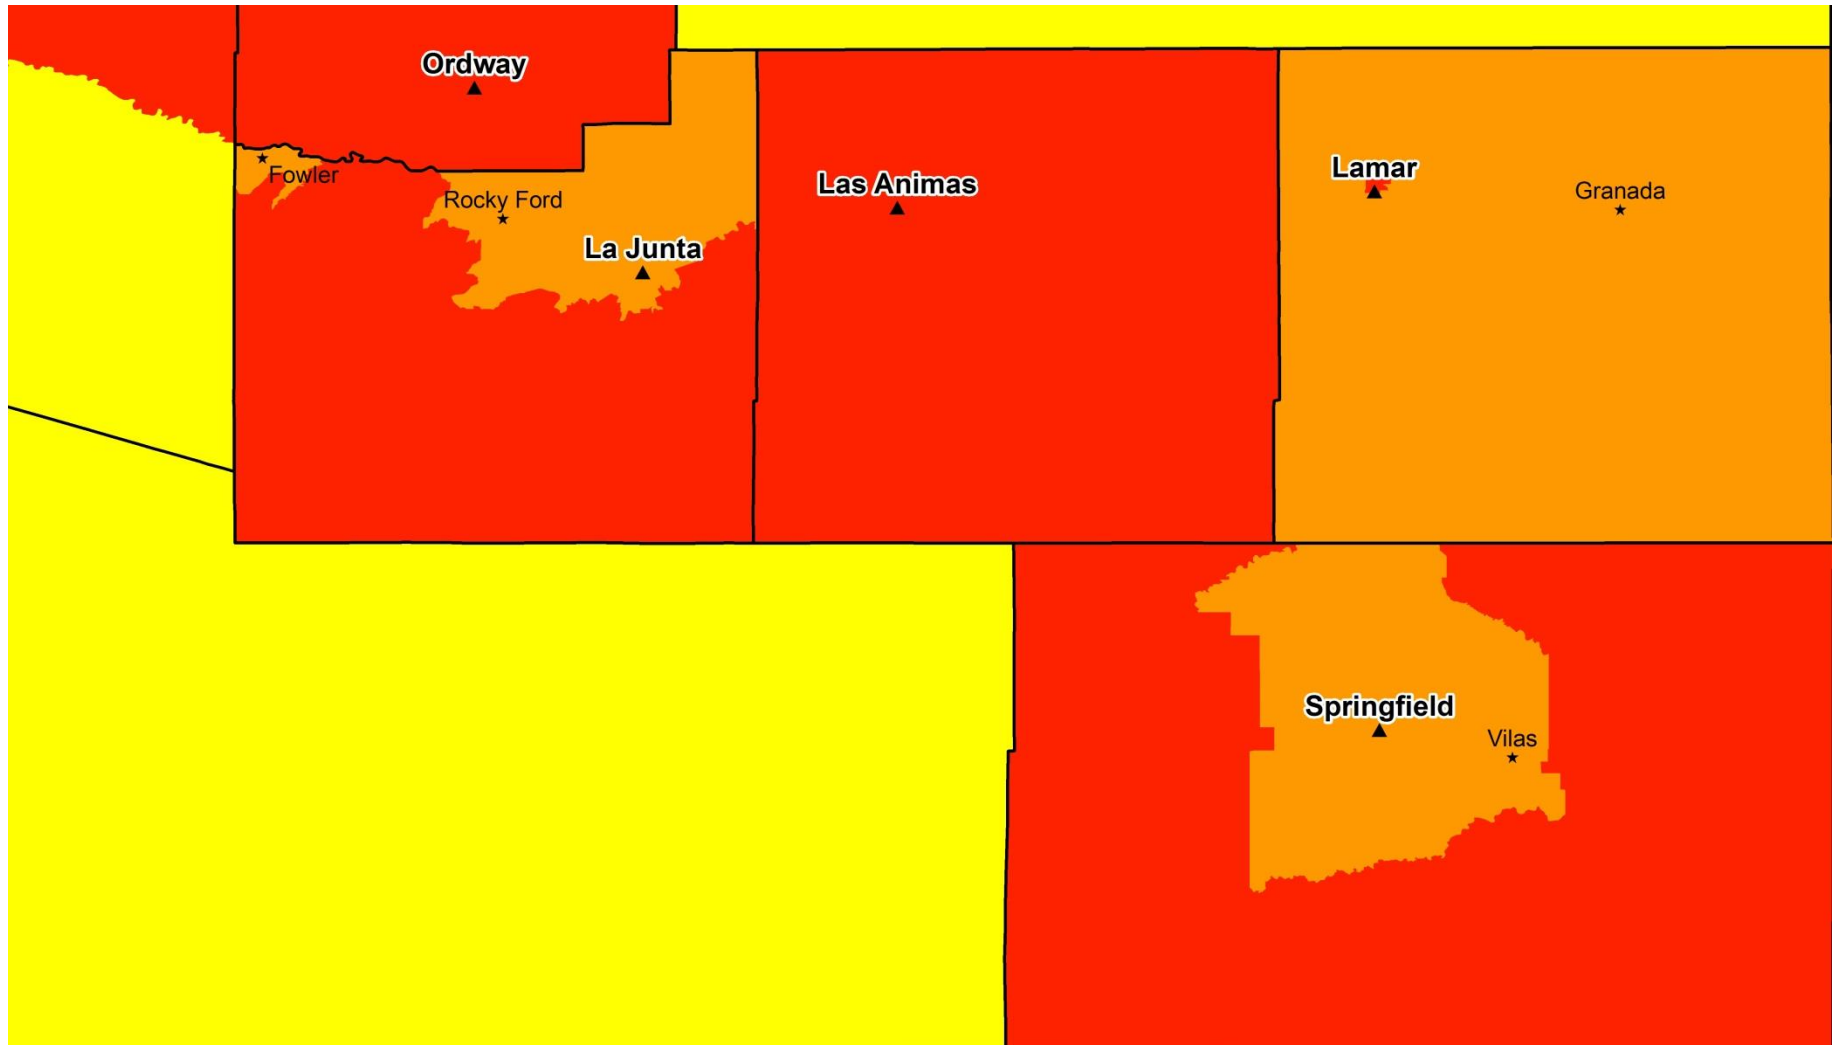 Ordway
Fowler
Rocky Ford
La Junta
Las Animas
Lamar
Granada
Springfield
Vilas